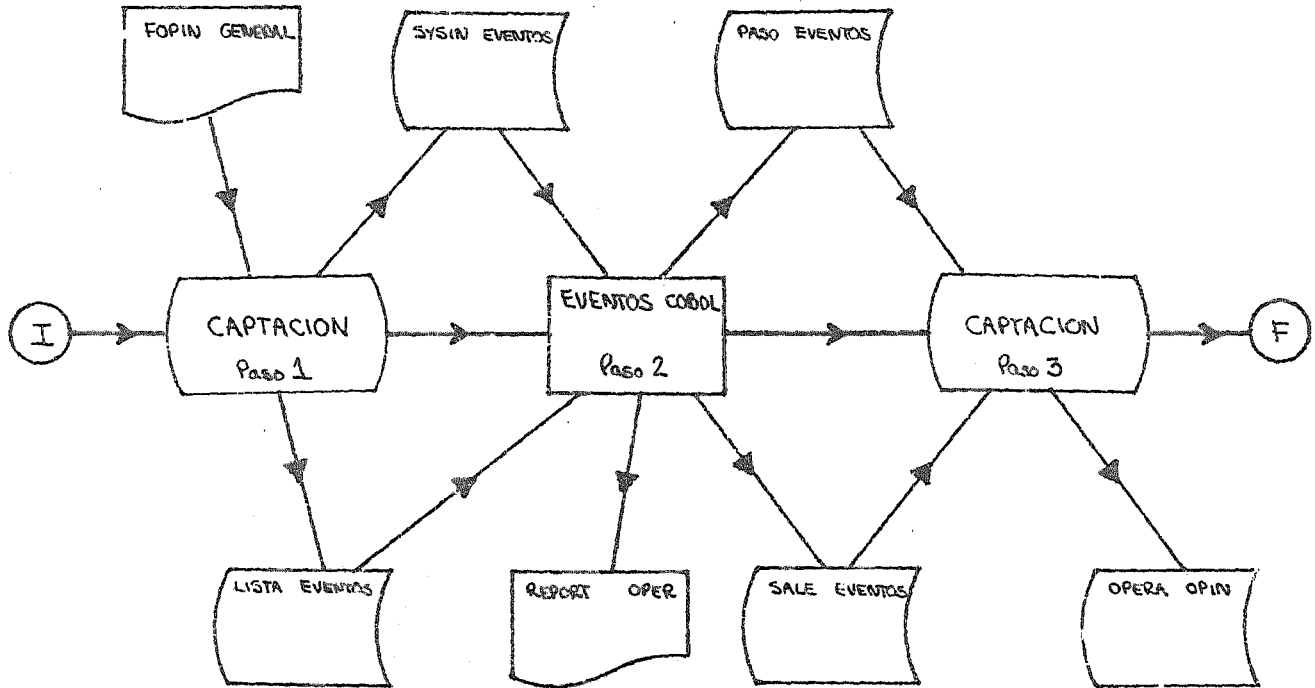 FOPIN GENERAL
SYSIN EVENTOS
PASO EVENTOS
I
CAPTACION
Paso 1
EVENTOS COBOL
Paso 2
CAPTACION
Paso 3
F
LISTA EVENTOS
REPORT OPER
SALE EVENTOS
OPERA OPIN